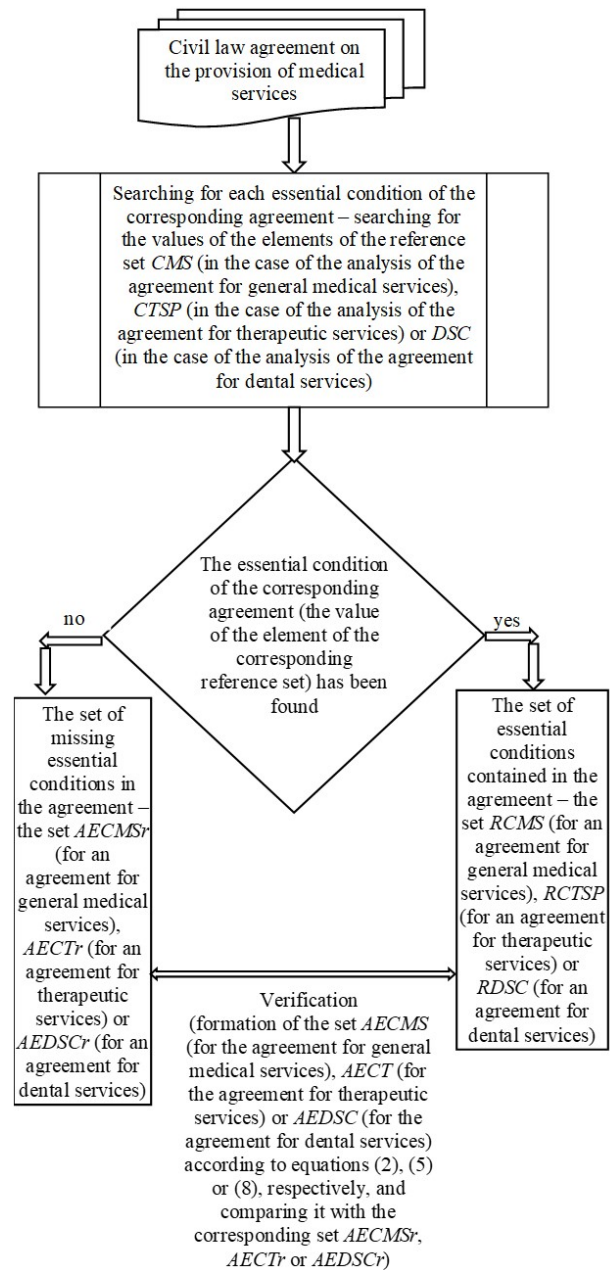 Civil law agreement on
the provision of medical
services
Searching for each essential condition of the
corresponding agreement – searching for
the values of the elements of the reference
set CMS (in the case of the analysis of the
agreement for general medical services),
CTSP (in the case of the analysis of the
agreement for therapeutic services) or DSC
(in the case of the analysis of the agreement
for dental services)
The essential condition
of the corresponding
agreement (the value
of the element of the
corresponding
reference set) has been
found
no
yes
The set of
missing
essential
conditions in
the agreement –
the set AECMSr
(for an
agreement for
general medical
services),
AECTr (for an
agreement for
therapeutic
services) or
AEDSCr (for an
agreement for
dental services)
The set of
essential
conditions
contained in the
agrement – the
set RCMS (for an
agreement for
general medical
services), RCTSP
(for an agreement
for therapeutic
services) or
RDSC (for an
agreement for
dental services)
Verification
(formation of the set AECMS
(for the agreement for general
medical services), AECT (for
the agreement for therapeutic
services) or AEDSC (for the
agreement for dental services)
according to equations (2), (5)
or (8), respectively, and
comparing it with the
corresponding set AECMSr,
AECTr or AEDSCr)